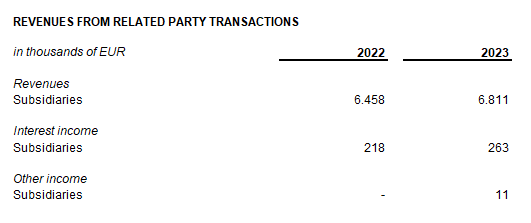 REVENUES FROM RELATED PARTY TRANSACTIONS
in thousands of EUR 2022 2023
Revenues
Subsidiaries 6.458 6.811
Interest income
Subsidiaries 218 263
Other income
Subsidiaries - 11